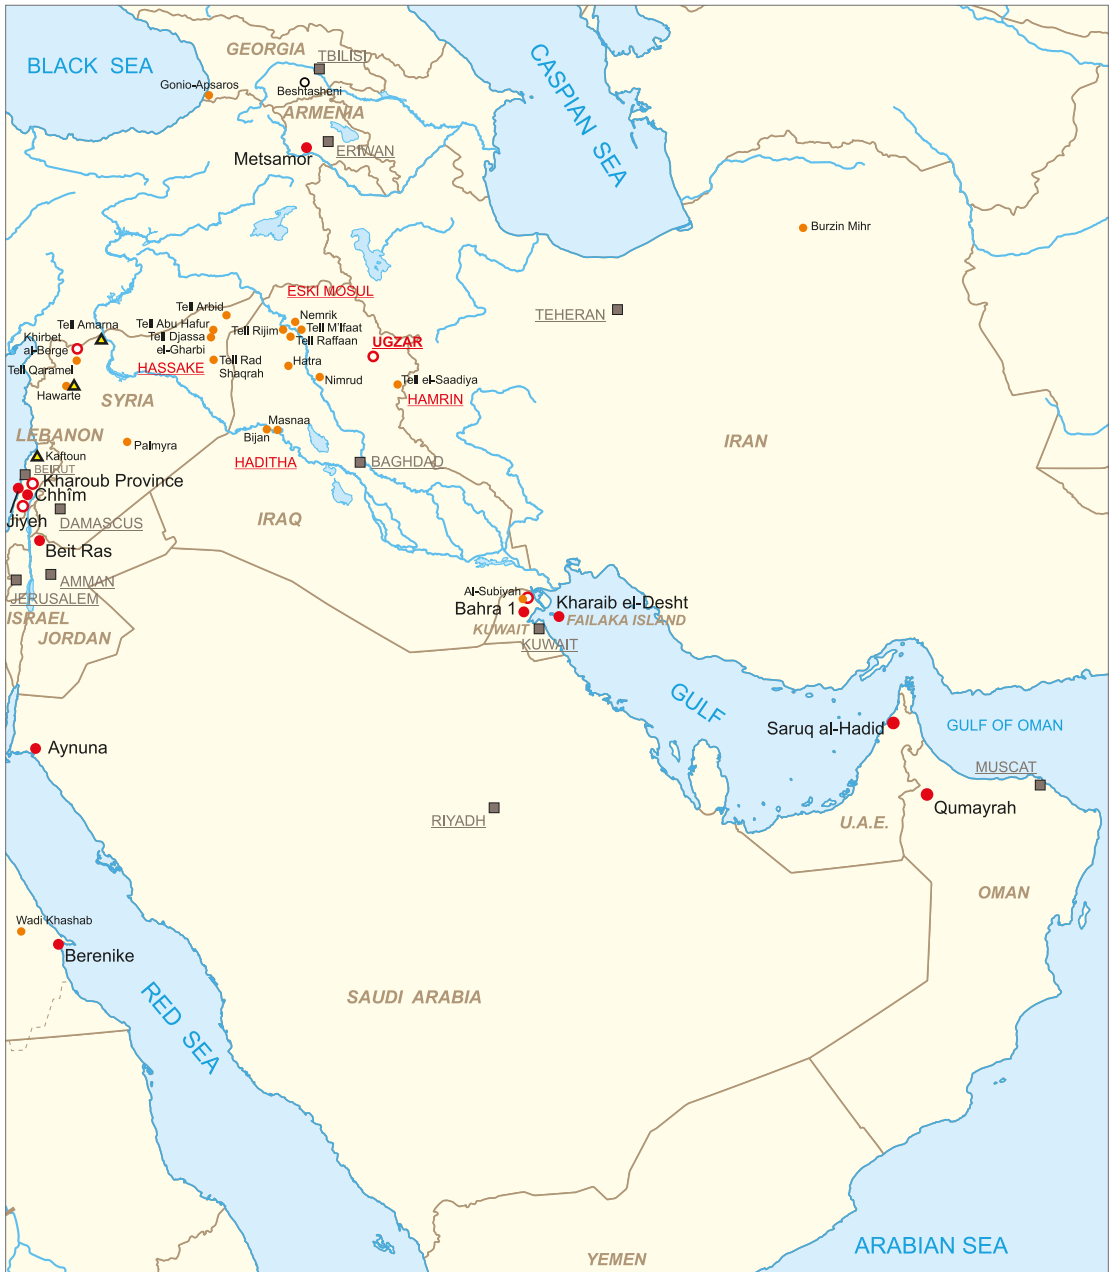 GEORGIA
TBILISI
BLACK SEA
CASPIAN SEA
Gonio-Apsaros
Beshtasheni
ARMENIA
ERIWAN
Metsamor
Burzin Mihr
ESKI MOSUL
Tell Arbid
TEHERAN
Nemrik
Tell Amarna
Tell Abu Hafur
Tell Rijim
Tell M'lfaat
Khirbet
al-Berge
Tell Djassa
el-Gharbi
Tell Raffaan
UGZAR
Tell Qaramel
HASSAKE
Tell Rad
Shaqrah
Hatra
Nimrud
Tell el-Saadiya
Hawarte
SYRIA
HAMRIN
Masnaa
LEBANON
Bijan
Palmyra
IRAN
Kaftoun
HADITHA
BAGHDAD
BEIRUT
Kharoub Province
Chhîm
Jiyeh
DAMASCUS
IRAQ
Beit Ras
AMMAN
JERUSALEM
Al-Subiyah
Bahra 1
Kharaib el-Desht
ISRAEL
FAILAKA ISLAND
KUWAIT
JORDAN
KUWAIT
GULF
Saruq al-Hadid
GULF OF OMAN
Aynuna
MUSCAT
Qumayrah
RIYADH
U.A.E.
OMAN
Wadi Khashab
Berenike
SAUDI ARABIA
RED SEA
YEMEN
ARABIAN SEA